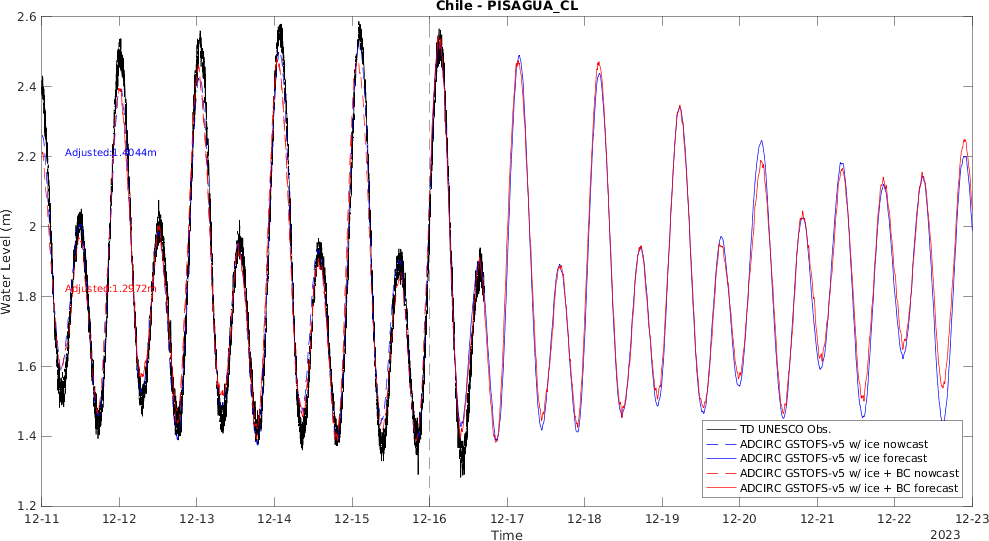 Chile - PISAGUA_CL
Water Level (m)
2.6
2.4
2.2
2
1.8
1.6
1.4
1.2
Adjusted:1.4044m
Adjusted:1.2972m
TD UNESCO Obs.
ADCIRC GSTOFS-v5 w/ ice nowcast
ADCIRC GSTOFS-v5 w/ ice forecast
ADCIRC GSTOFS-v5 w/ ice + BC nowcast
ADCIRC GSTOFS-v5 w/ ice + BC forecast
12-11 12-12 12-13 12-14 12-15 12-16 12-17 12-18 12-19 12-20 12-21 12-22 12-23
Time
2023